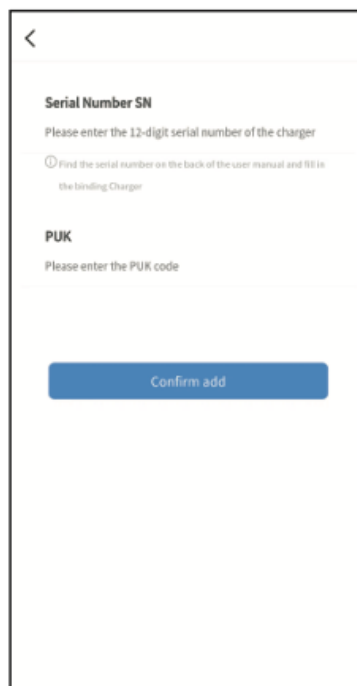 Serial Number SN
Please enter the 12-digit serial number of the charger
Find the serial number on the back of the user manual and fill in
the binding Charger
PUK
Please enter the PUK code
Confirm add